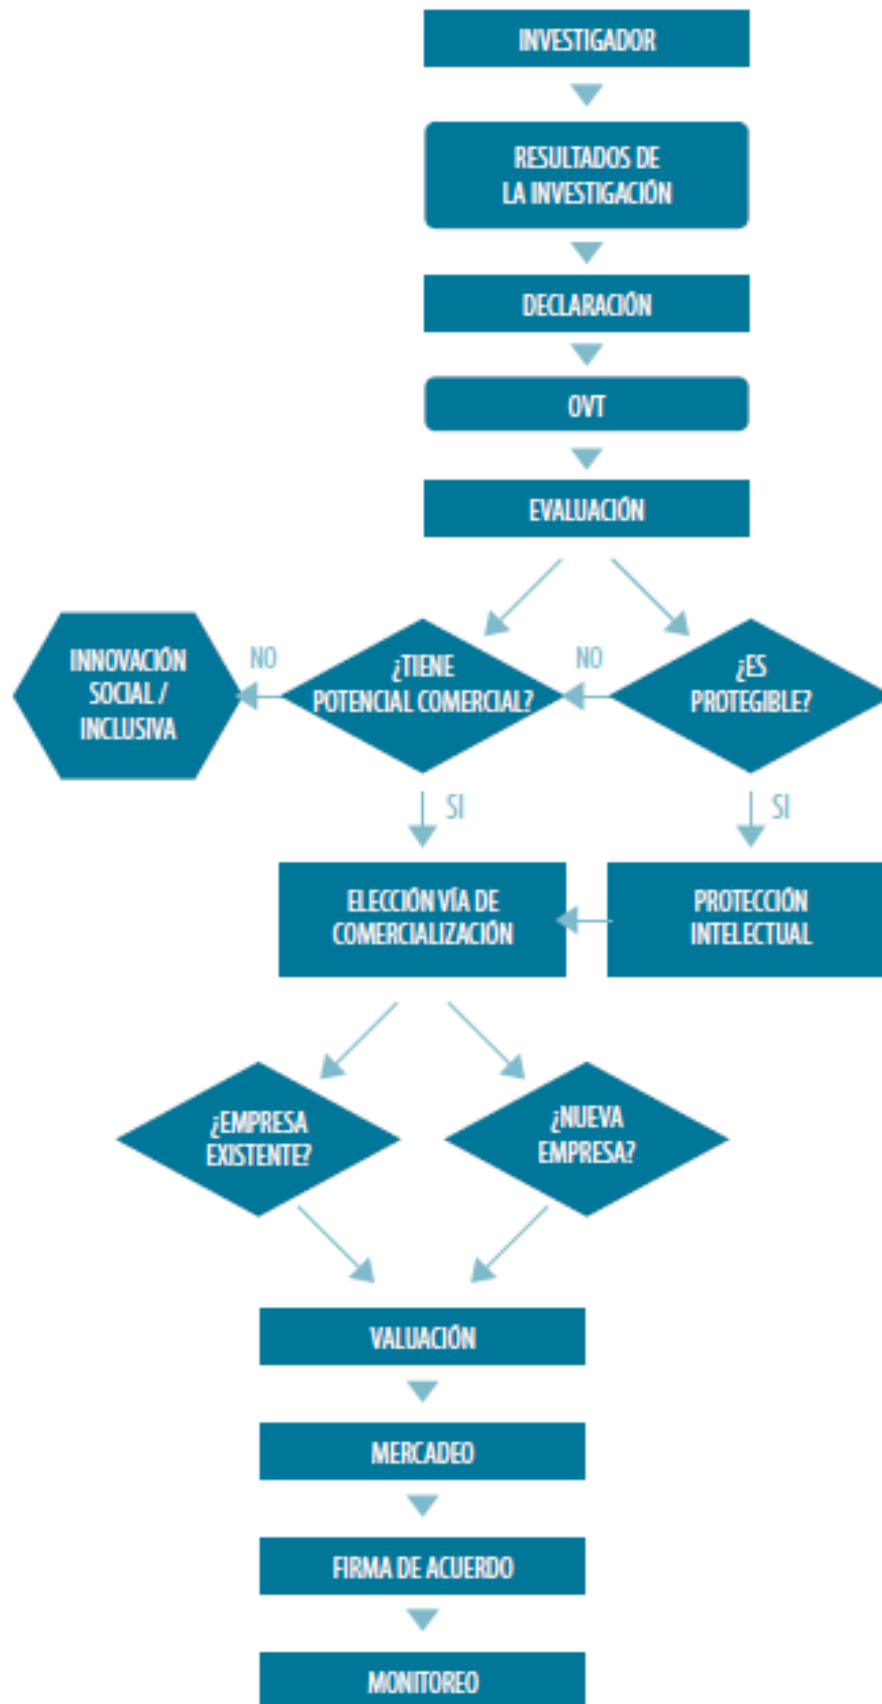 INVESTIGADOR
RESULTADOS DE
LA INVESTIGACIÓN
DECLARACIÓN
OVT
EVALUACIÓN
INNOVACIÓN
SOCIAL /
INCLUSIVA
NO
¿TIENE
POTENCIAL COMERCIAL?
NO
¿ES
PROTEGIBLE?
SI
SI
ELECCIÓN VÍA DE
COMERCIALIZACIÓN
PROTECCIÓN
INTELECTUAL
¿EMPRESA
EXISTENTE?
¿NUEVA
EMPRESA?
VALUACIÓN
MERCADEO
FIRMA DE ACUERDO
MONITOREO